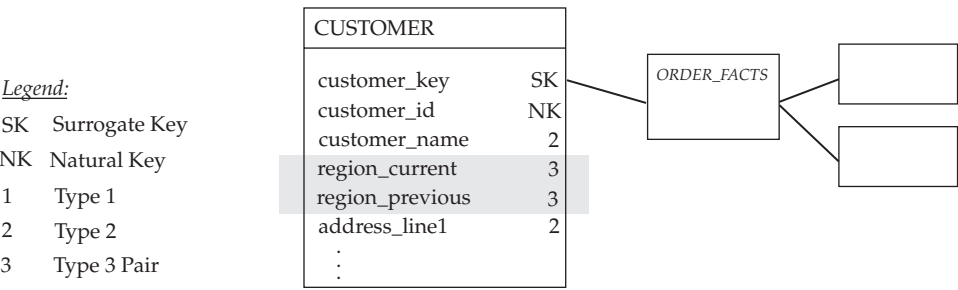 CUSTOMER
customer_key SK
customer_id NK
customer_name 2
region_current 3
region_previous 3
address_line1 2
.
.
.
ORDER_FACTS
Legend:
SK Surrogate Key
NK Natural Key
1 Type 1
2 Type 2
3 Type 3 Pair